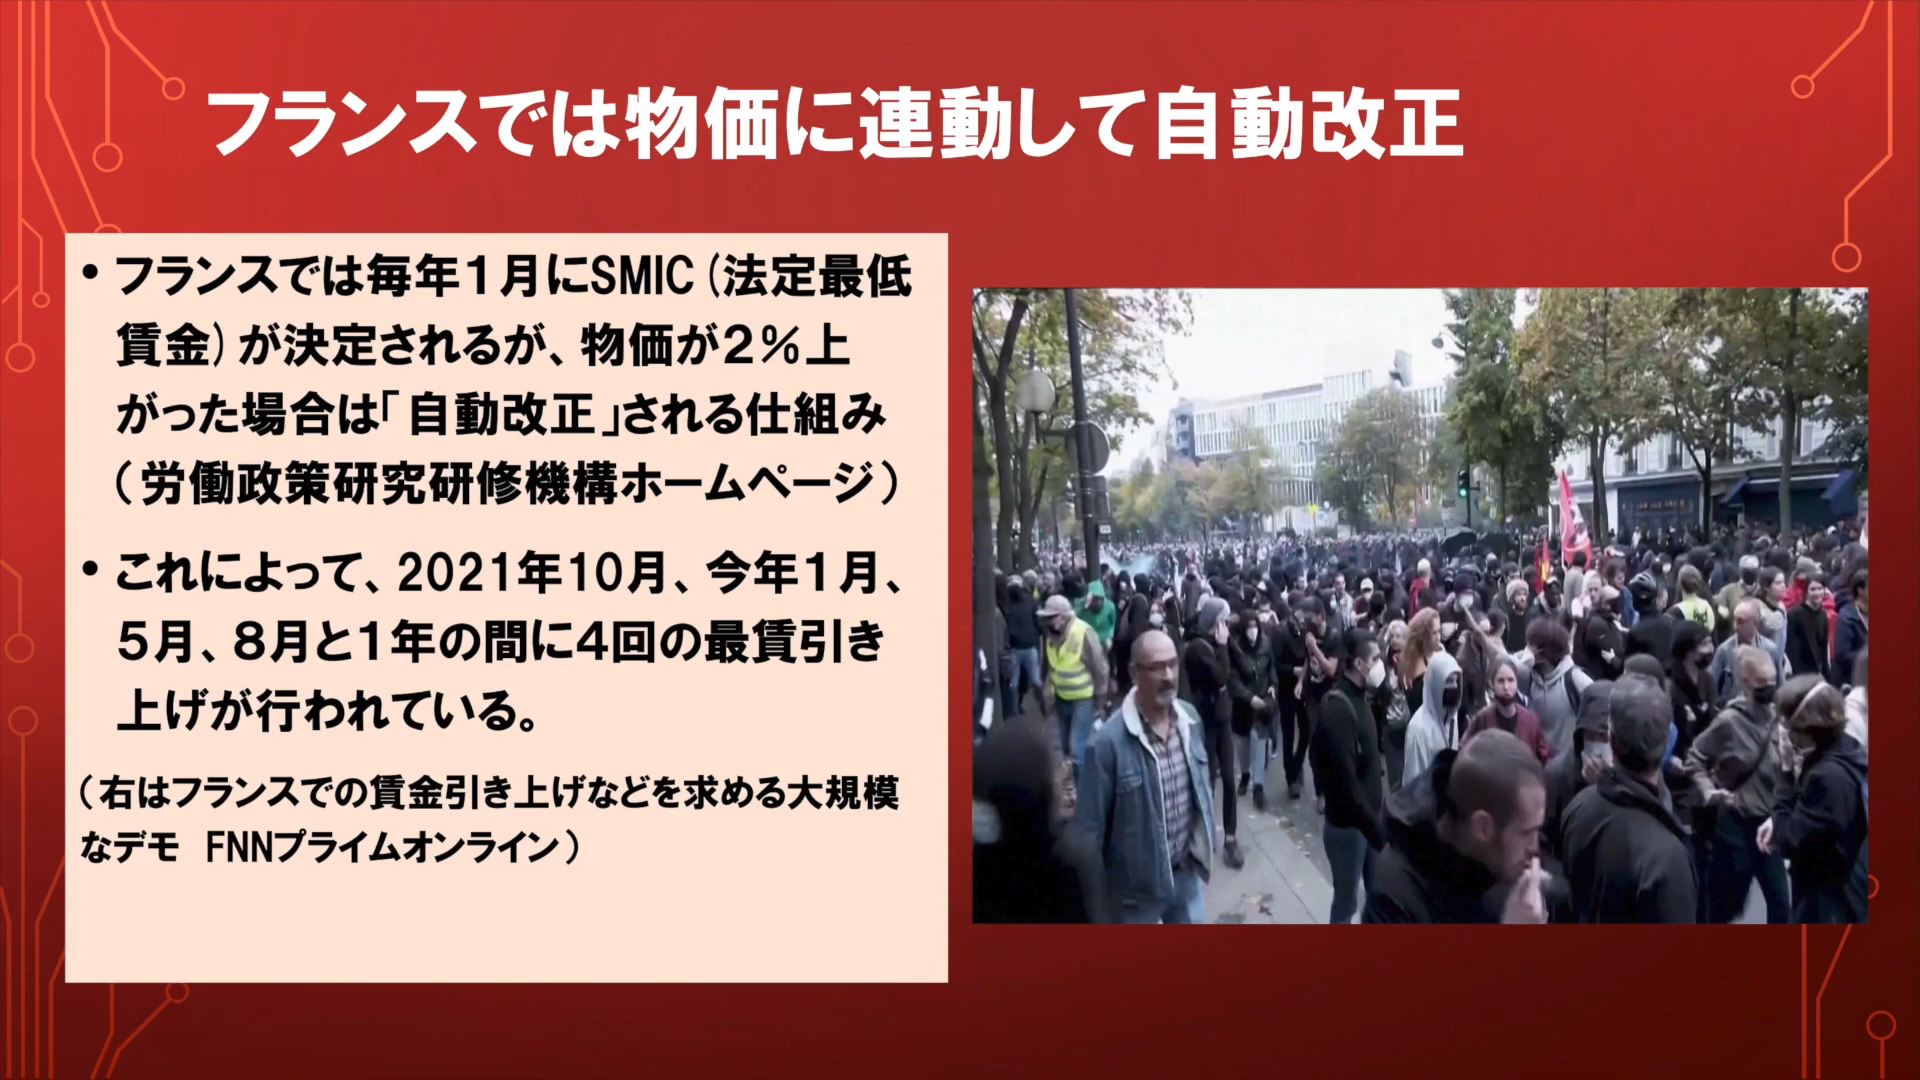 フランスでは物価に連動して自動改正
• フランスでは毎年１月にSMIC（法定最低
賃金）が決定されるが、物価が２％上
がった場合は「自動改正」される仕組み
（労働政策研究研修機構ホームページ）
• これによって、2021年10月、今年１月、
５月、８月と１年の間に４回の最賃引き
上げが行われている。
（右はフランスでの賃金引き上げなどを求める大規模
なデモ　FNNプライムオンライン）